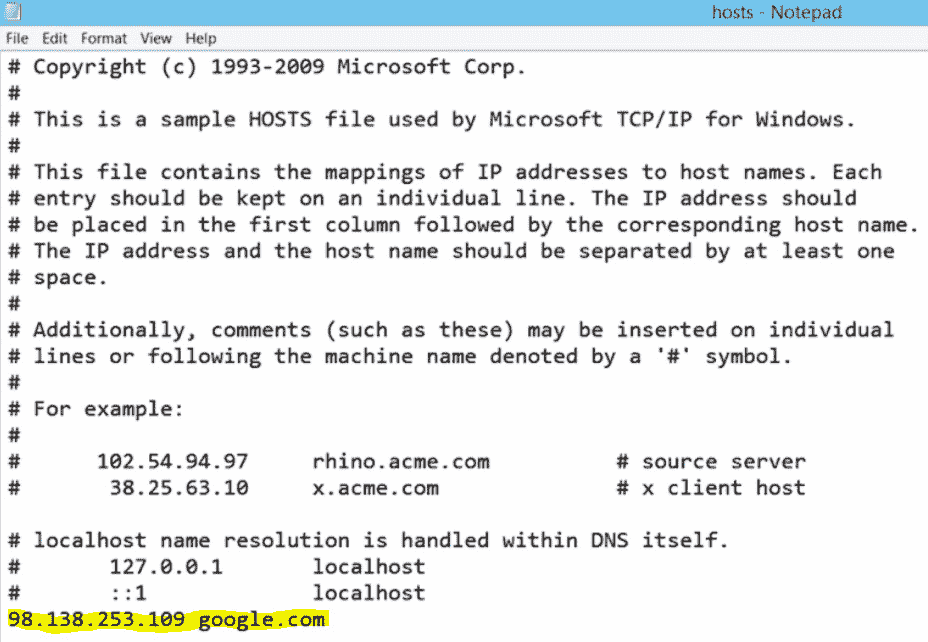 hosts - Notepad
File Edit Format View Help
# Copyright (c) 1993-2009 Microsoft Corp.
#
# This is a sample HOSTS file used by Microsoft TCP/IP for Windows.
#
# This file contains the mappings of IP addresses to host names. Each
# entry should be kept on an individual line. The IP address should
# be placed in the first column followed by the corresponding host name.
# The IP address and the host name should be separated by at least one
# space.
#
# Additionally, comments (such as these) may be inserted on individual
# lines or following the machine name denoted by a '#' symbol.
#
# For example:
#
#      102.54.94.97     rhino.acme.com          # source server
#       38.25.63.10     x.acme.com              # x client host

# localhost name resolution is handled within DNS itself.
#       127.0.0.1       localhost
#       ::1             localhost
98.138.253.109 google.com